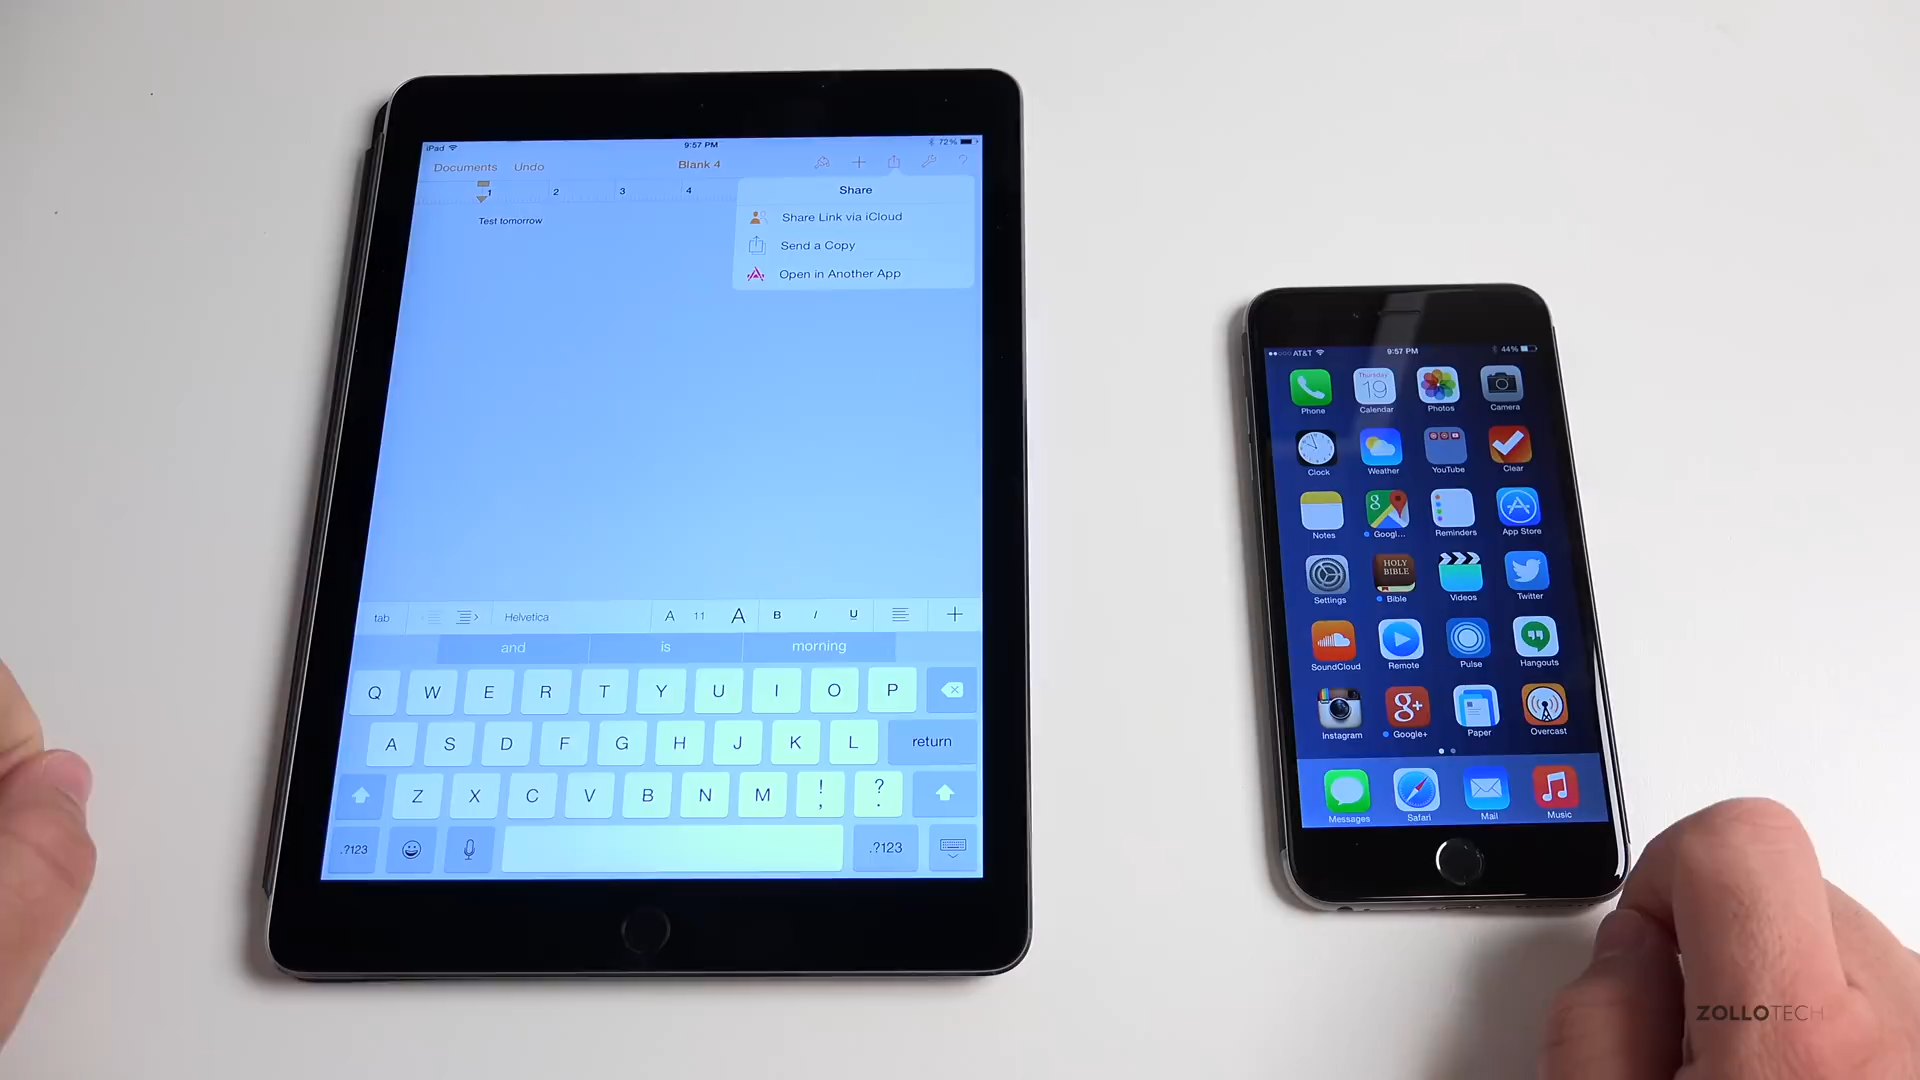 iPad 9:57 PM 72%
Documents Undo Blank 4 ?
1 2 3 4
Share
Test tomorrow
Share Link via iCloud
Send a Copy
Open in Another App
tab Helvetica A 11 A B I U
and is morning
Q W E R T Y U I O P
A S D F G H J K L return
Z X C V B N M ! , ? .
.?123 .?123
AT&T 9:57 PM 44%
Thursday
19
Phone Calendar Photos Camera
Clock Weather YouTube Clear
g
Notes Googl... Reminders App Store
HOLY
BIBLE
Settings Bible Videos Twitter
SoundCloud Remote Pulse Hangouts
g+
Instagram Google+ Paper Overcast
Messages Safari Mail Music
ZOLLOTECH